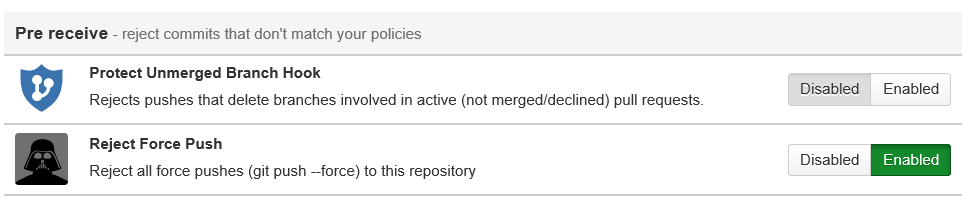 Pre receive - reject commits that don't match your policies
Protect Unmerged Branch Hook
Rejects pushes that delete branches involved in active (not merged/declined) pull requests.
Disabled Enabled
Reject Force Push
Reject all force pushes (git push --force) to this repository
Disabled Enabled